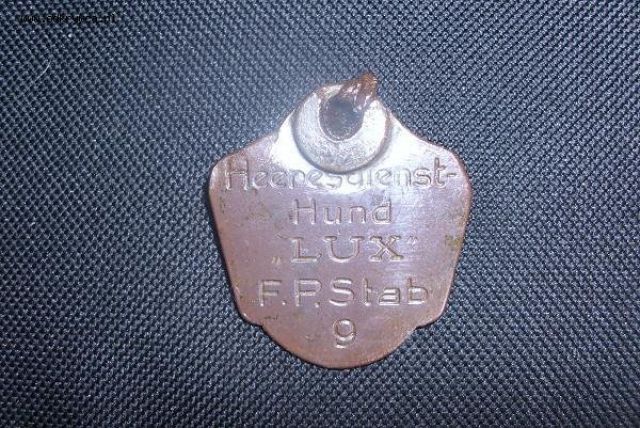 Heeresdienst-
Hund
„LUX"
F.P.Stab
9